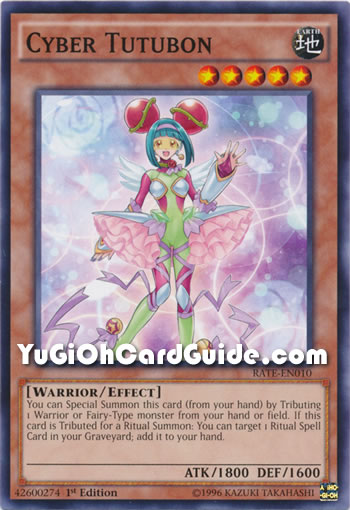 CYBER TUTUBON
EARTH
地
YuGiOhCardGuide.com
RATE-EN010
[WARRIOR/EFFECT]
You can Special Summon this card (from your hand) by Tributing
1 Warrior or Fairy-Type monster from your hand or field. If this
card is Tributed for a Ritual Summon: You can target 1 Ritual Spell
Card in your Graveyard; add it to your hand.
ATK/1800 DEF/1600
42600274 1st Edition ©1996 KAZUKI TAKAHASHI